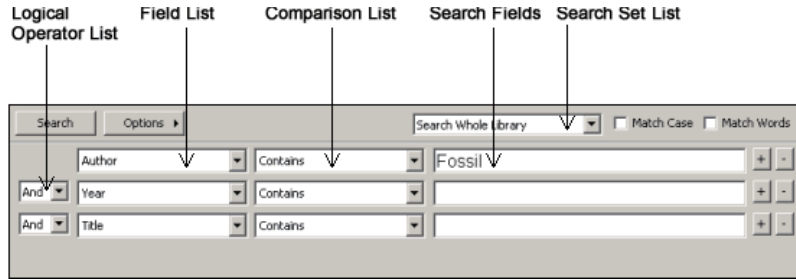 Logical Operator List
Field List
Comparison List
Search Fields
Search Set List
Search
Options
Search Whole Library
Match Case
Match Words
Author
Contains
Fossil
+
-
And
Year
Contains
+
-
And
Title
Contains
+
-